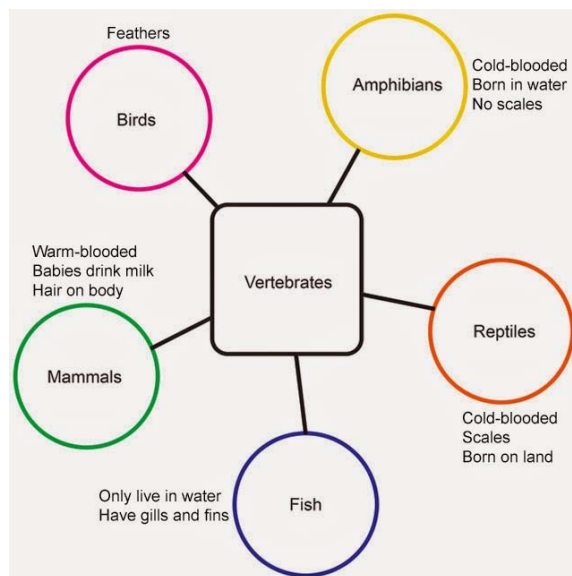 Feathers
Birds
Amphibians
Cold-blooded
Born in water
No scales
Vertebrates
Warm-blooded
Babies drink milk
Hair on body
Mammals
Reptiles
Cold-blooded
Scales
Born on land
Only live in water
Have gills and fins
Fish